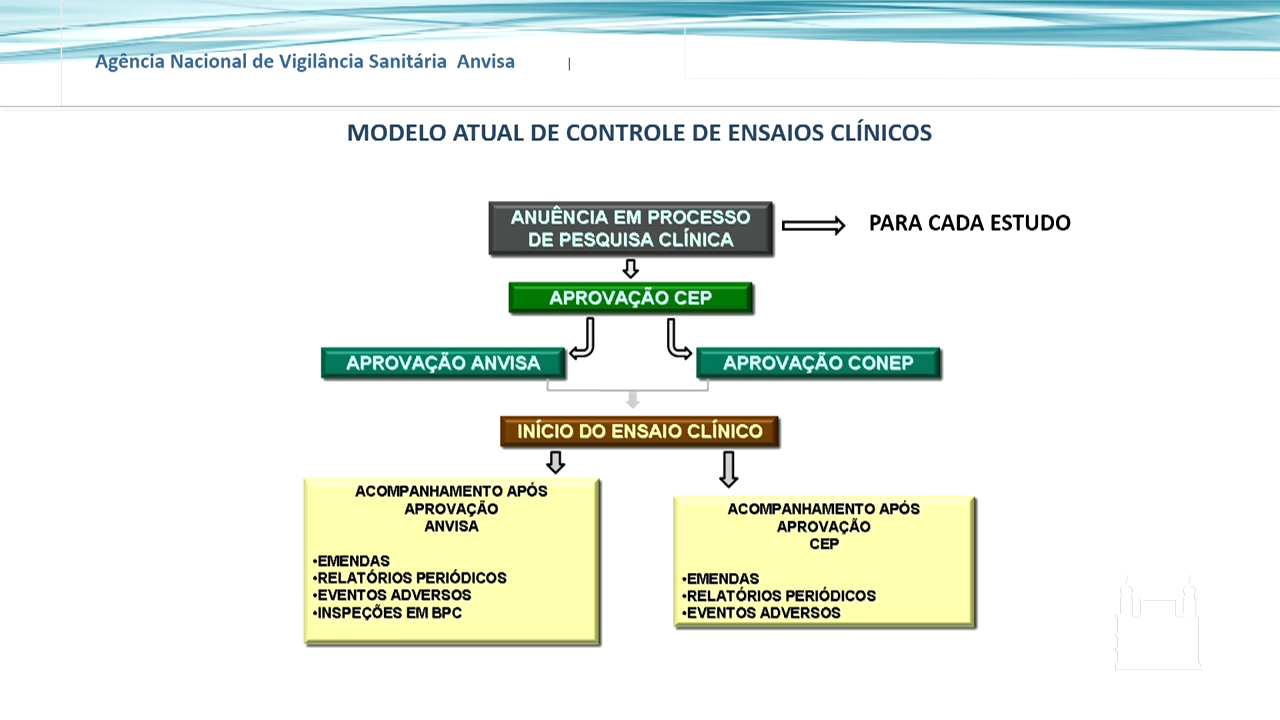 Agência Nacional de Vigilância Sanitária  Anvisa
|
MODELO ATUAL DE CONTROLE DE ENSAIOS CLÍNICOS
ANUÊNCIA EM PROCESSO
DE PESQUISA CLÍNICA
PARA CADA ESTUDO
APROVAÇÃO CEP
APROVAÇÃO ANVISA
APROVAÇÃO CONEP
INÍCIO DO ENSAIO CLÍNICO
ACOMPANHAMENTO APÓS
APROVAÇÃO
ANVISA
•EMENDAS
•RELATÓRIOS PERIÓDICOS
•EVENTOS ADVERSOS
•INSPEÇÕES EM BPC
ACOMPANHAMENTO APÓS
APROVAÇÃO
CEP
•EMENDAS
•RELATÓRIOS PERIÓDICOS
•EVENTOS ADVERSOS